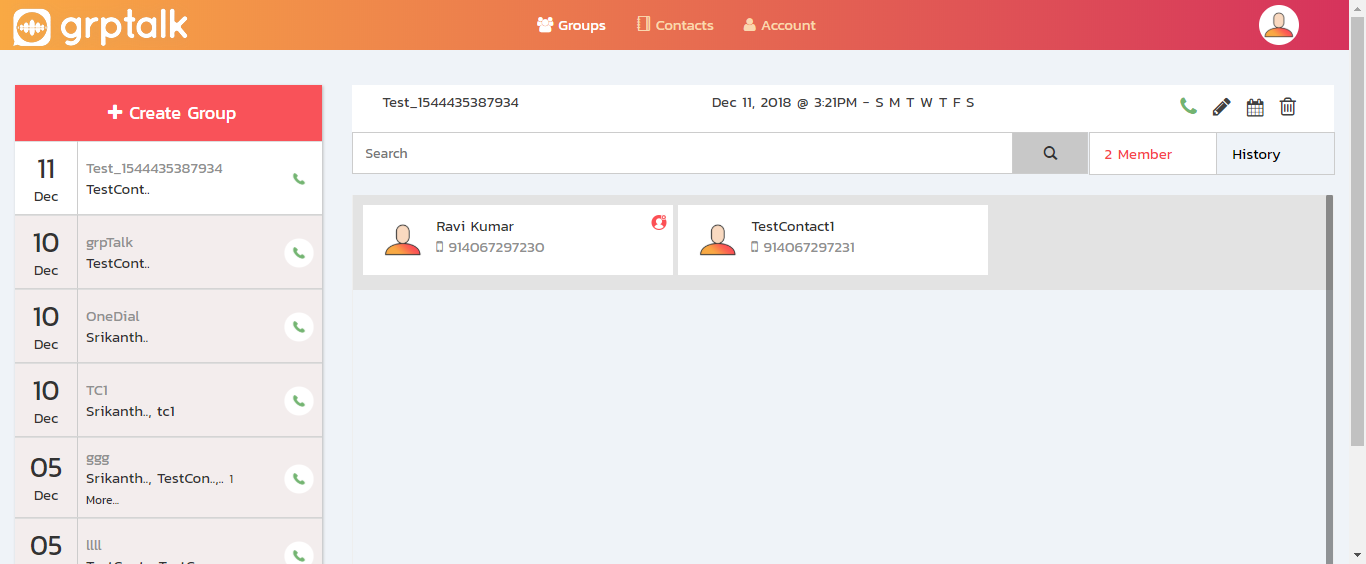 grptalk
Groups
Contacts
Account
Create Group
11
Dec
Test_1544435387934
TestCont..
10
Dec
grpTalk
TestCont..
10
Dec
OneDial
Srikanth..
10
Dec
TC1
Srikanth.., tc1
05
Dec
ggg
Srikanth.., TestCon..,.. 1
More...
05
llll
Test_1544435387934
Dec 11, 2018 @ 3:21PM - S M T W T F S
Search
2 Member
History
Ravi Kumar
914067297230
TestContact1
914067297231